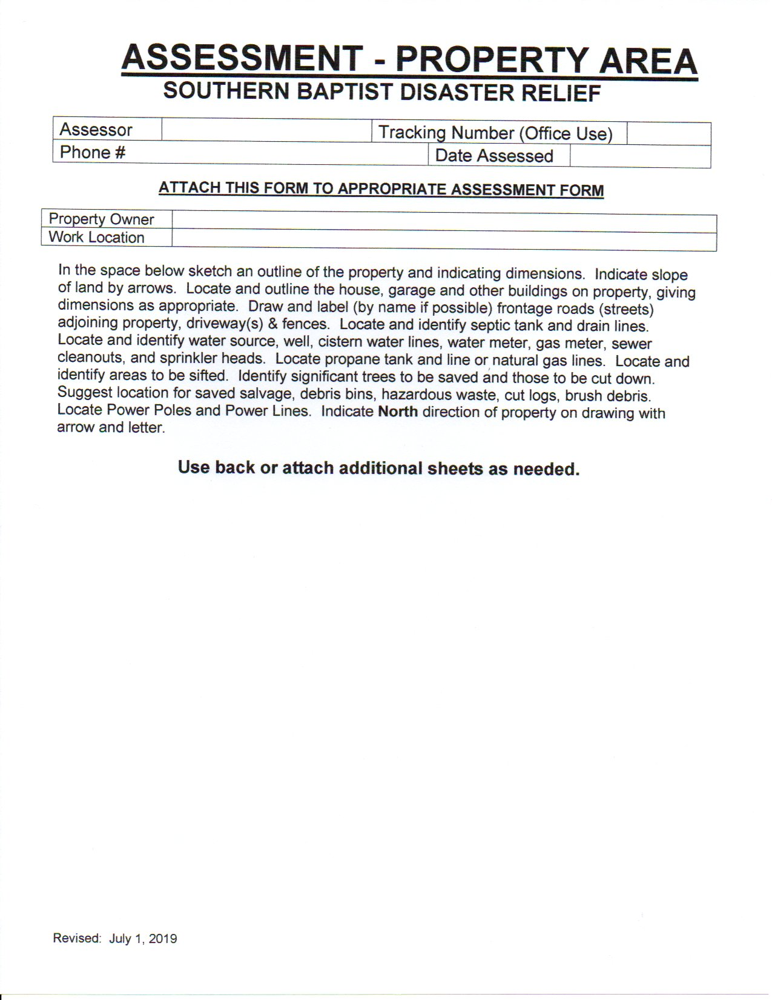 ASSESSMENT - PROPERTY AREA
SOUTHERN BAPTIST DISASTER RELIEF
Assessor Tracking Number (Office Use)
Phone # Date Assessed
ATTACH THIS FORM TO APPROPRIATE ASSESSMENT FORM
Property Owner
Work Location
In the space below sketch an outline of the property and indicating dimensions. Indicate slope
of land by arrows. Locate and outline the house, garage and other buildings on property, giving
dimensions as appropriate. Draw and label (by name if possible) frontage roads (streets)
adjoining property, driveway(s) & fences. Locate and identify septic tank and drain lines.
Locate and identify water source, well, cistern water lines, water meter, gas meter, sewer
cleanouts, and sprinkler heads. Locate propane tank and line or natural gas lines. Locate and
identify areas to be sifted. Identify significant trees to be saved and those to be cut down.
Suggest location for saved salvage, debris bins, hazardous waste, cut logs, brush debris.
Locate Power Poles and Power Lines. Indicate North direction of property on drawing with
arrow and letter.
Use back or attach additional sheets as needed.
Revised: July 1, 2019